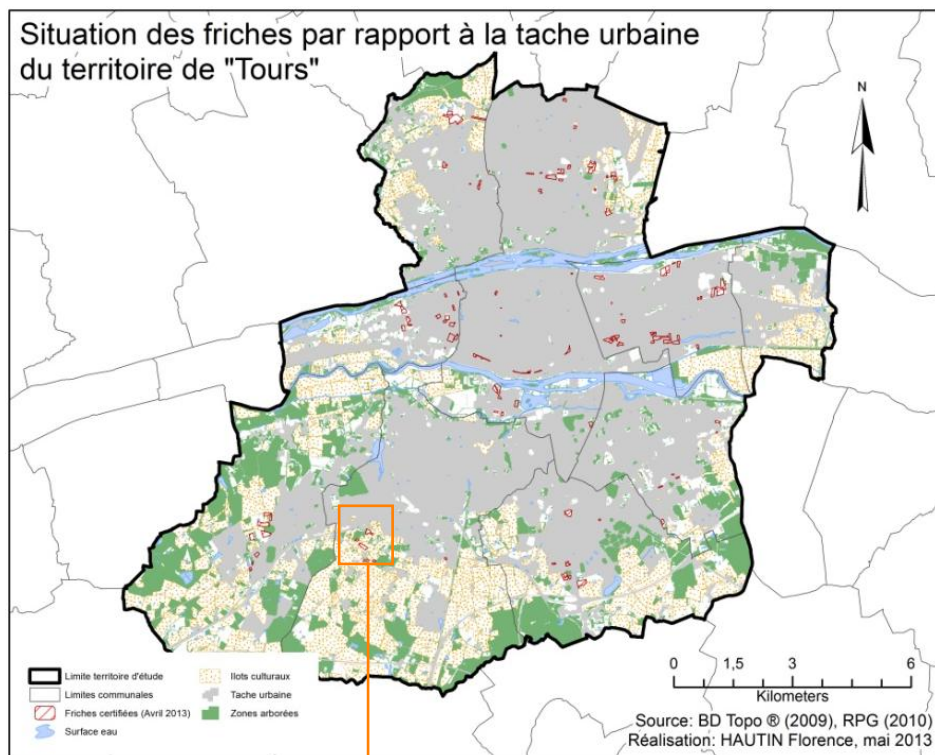 Situation des friches par rapport à la tache urbaine
du territoire de "Tours"
N
Limite territoire d'étude
Limites communales
Friches certifiées (Avril 2013)
Surface eau
Ilots culturaux
Tache urbaine
Zones arborées
0 1,5 3 6
Kilometers
Source: BD Topo ® (2009), RPG (2010)
Réalisation: HAUTIN Florence, mai 2013